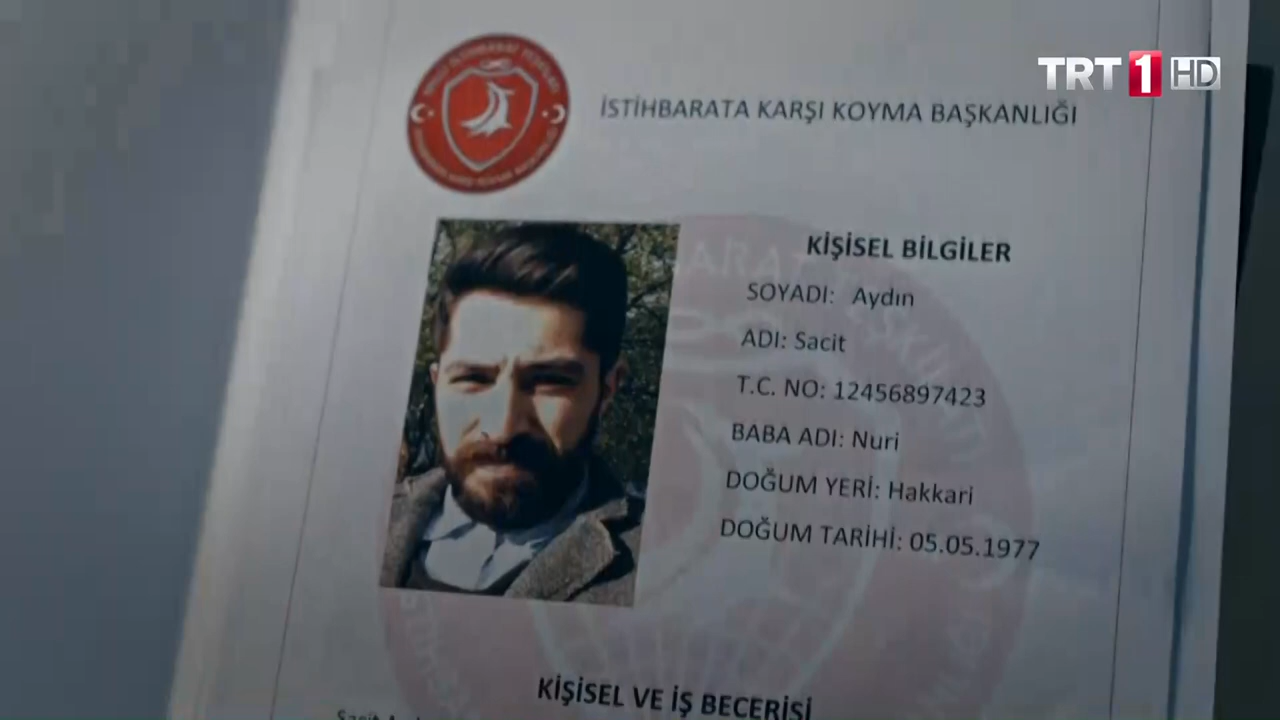 TRT 1 HD
İSTİHBARATA KARŞI KOYMA BAŞKANLIĞI
KİŞİSEL BİLGİLER
SOYADI: Aydın
ADI: Sacit
T.C. NO: 12456897423
BABA ADI: Nuri
DOĞUM YERİ: Hakkari
DOĞUM TARİHİ: 05.05.1977
KİŞİSEL VE İŞ BECERİSİ
Sacit